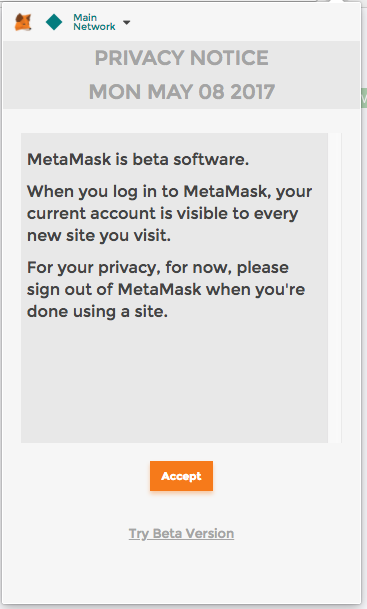 Main
Network
PRIVACY NOTICE
MON MAY 08 2017
MetaMask is beta software.
When you log in to MetaMask, your
current account is visible to every
new site you visit.
For your privacy, for now, please
sign out of MetaMask when you're
done using a site.
Accept
Try Beta Version